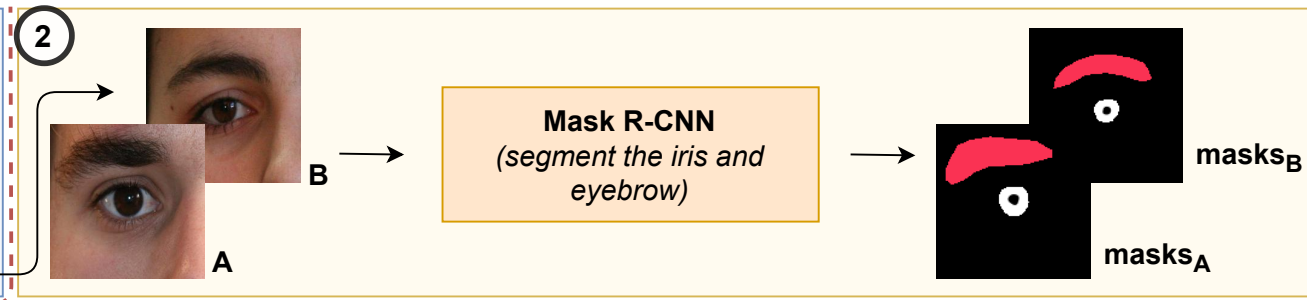 2
B
A
Mask R-CNN
(segment the iris and
eyebrow)
masks_B
masks_A